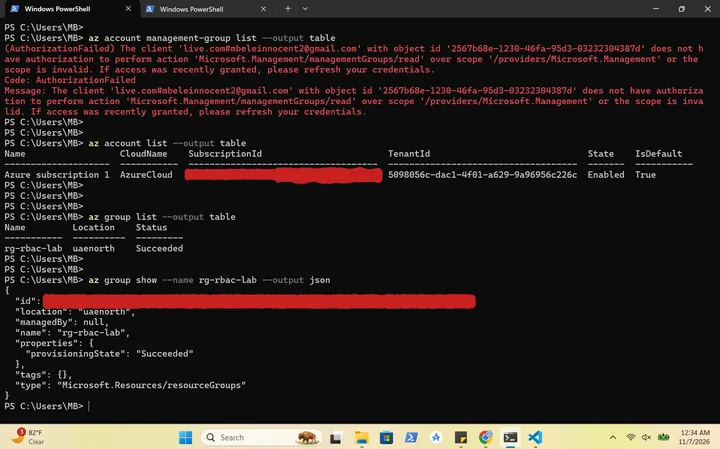 Windows PowerShell
Windows PowerShell
PS C:\Users\MB>
PS C:\Users\MB> az account management-group list --output table
(AuthorizationFailed) The client 'live.com#mbeleinnocent2@gmail.com' with object id '2567b68e-1230-46fa-95d3-03232304387d' does not h
ave authorization to perform action 'Microsoft.Management/managementGroups/read' over scope '/providers/Microsoft.Management' or the
scope is invalid. If access was recently granted, please refresh your credentials.
Code: AuthorizationFailed
Message: The client 'live.com#mbeleinnocent2@gmail.com' with object id '2567b68e-1230-46fa-95d3-03232304387d' does not have authoriza
tion to perform action 'Microsoft.Management/managementGroups/read' over scope '/providers/Microsoft.Management' or the scope is inva
lid. If access was recently granted, please refresh your credentials.
PS C:\Users\MB>
PS C:\Users\MB>
PS C:\Users\MB> az account list --output table
Name CloudName SubscriptionId TenantId State IsDefault
Azure subscription 1 AzureCloud 5098056c-dac1-4f01-a629-9a96956c226c Enabled True
PS C:\Users\MB>
PS C:\Users\MB>
PS C:\Users\MB> az group list --output table
Name Location Status
rg-rbac-lab uaenorth Succeeded
PS C:\Users\MB>
PS C:\Users\MB>
PS C:\Users\MB> az group show --name rg-rbac-lab --output json
{
"id":
"location": "uaenorth",
"managedBy": null,
"name": "rg-rbac-lab",
"properties": {
"provisioningState": "Succeeded"
},
"tags": {},
"type": "Microsoft.Resources/resourceGroups"
}
PS C:\Users\MB>
3
82°F
Clear
Search
12:34 AM
11/7/2026